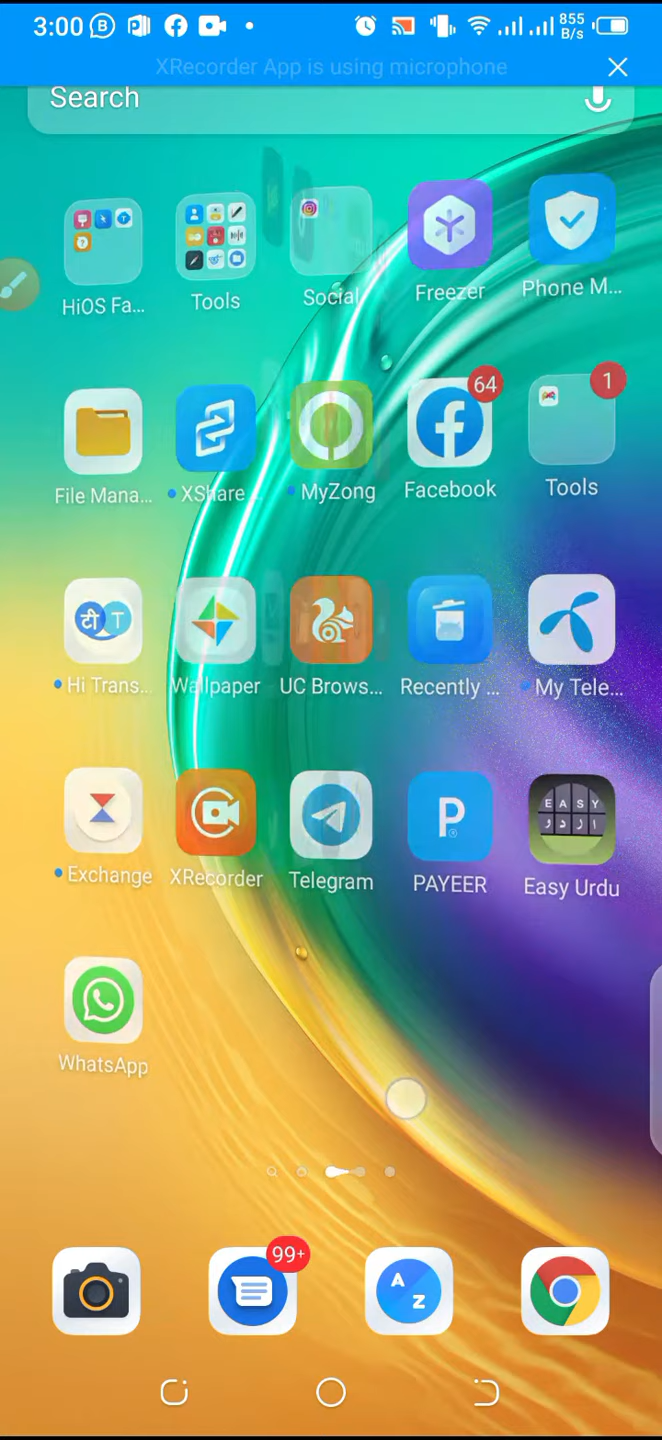 3:00
855
B/s
XRecorder App is using microphone
Search
HiOS Fa...
Tools
Social
Freezer
Phone M...
64
1
File Mana...
XShare ...
MyZong
Facebook
Tools
टी T
Hi Trans...
Wallpaper
UC Brows...
Recently ...
My Tele...
P
EASY
اردو
Exchange
XRecorder
Telegram
PAYEER
Easy Urdu
WhatsApp
99+
A
Z